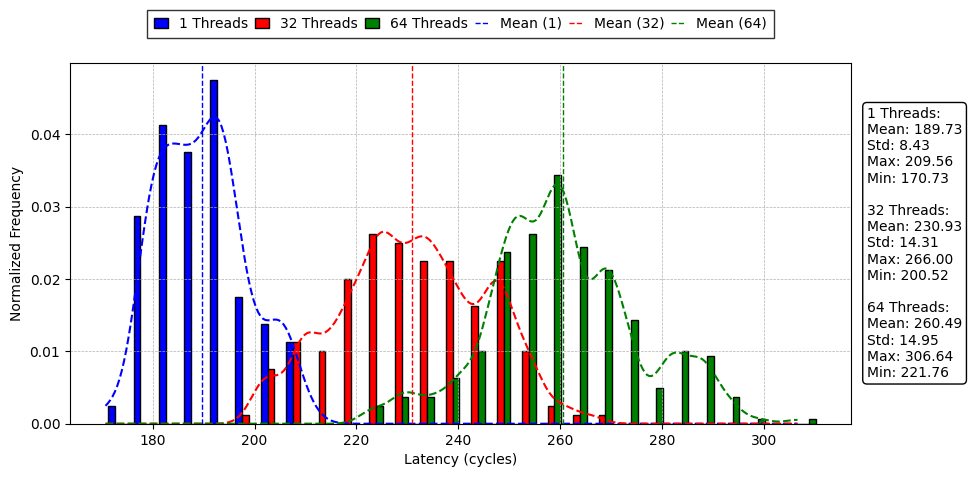 1 Threads 32 Threads 64 Threads Mean (1) Mean (32) Mean (64)
Normalized Frequency
0.04
0.03
0.02
0.01
0.00
180 200 220 240 260 280 300
Latency (cycles)
1 Threads:
Mean: 189.73
Std: 8.43
Max: 209.56
Min: 170.73
32 Threads:
Mean: 230.93
Std: 14.31
Max: 266.00
Min: 200.52
64 Threads:
Mean: 260.49
Std: 14.95
Max: 306.64
Min: 221.76